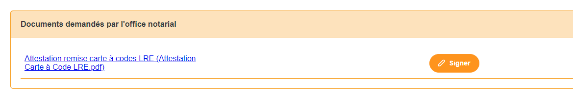 Documents demandés par l'office notarial
Attestation remise carte à codes LRE (Attestation
Carte à Code LRE.pdf)
Signer